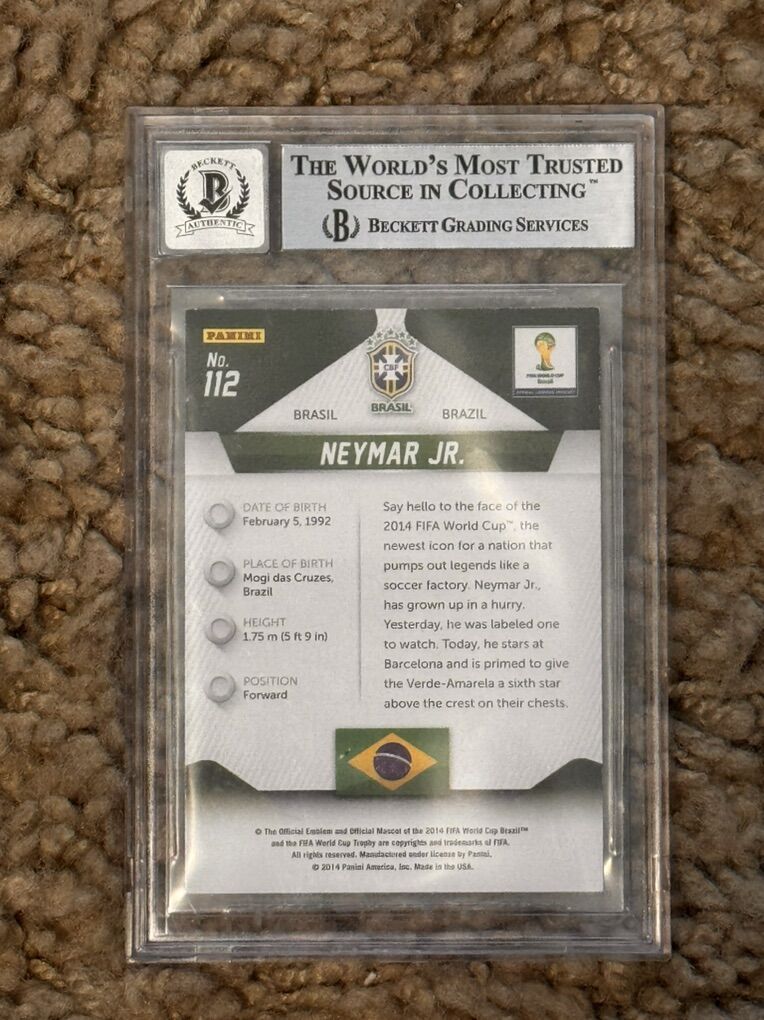 BECKETT
B
AUTHENTIC
THE WORLD'S MOST TRUSTED
SOURCE IN COLLECTING™
B BECKETT GRADING SERVICES
PANINI
No.
112
CBF
BRASIL
BRASIL
BRAZIL
FIFA WORLD CUP
Brasil
NEYMAR JR.
DATE OF BIRTH
February 5, 1992
PLACE OF BIRTH
Mogi das Cruzes,
Brazil
HEIGHT
1.75 m (5 ft 9 in)
POSITION
Forward
Say hello to the face of the
2014 FIFA World Cup™, the
newest icon for a nation that
pumps out legends like a
soccer factory. Neymar Jr.,
has grown up in a hurry.
Yesterday, he was labeled one
to watch. Today, he stars at
Barcelona and is primed to give
the Verde-Amarela a sixth star
above the crest on their chests.
© The Official Emblem and Official Mascot of the 2014 FIFA World Cup Brazil™
and the FIFA World Cup Trophy are copyrights and trademarks of FIFA.
All rights reserved. Manufactured under license by Panini.
© 2014 Panini America, Inc. Made in the USA.